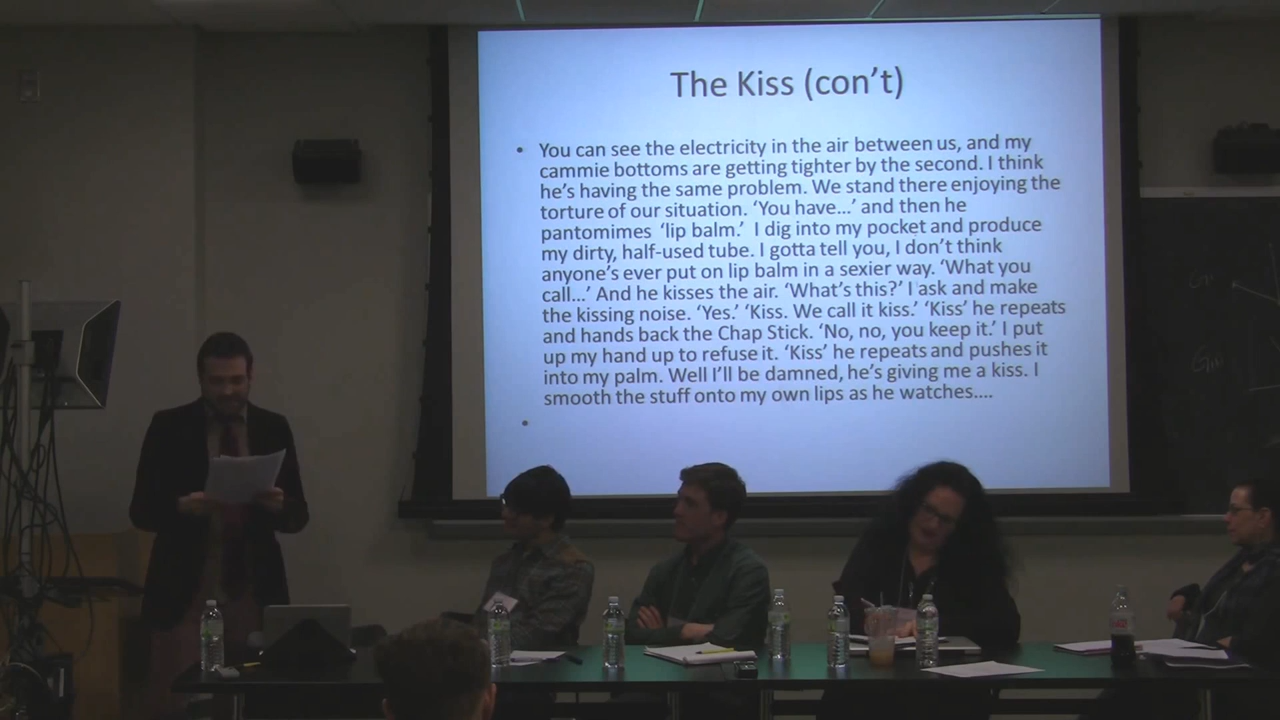 The Kiss (con't)
• You can see the electricity in the air between us, and my
cammie bottoms are getting tighter by the second. I think
he's having the same problem. We stand there enjoying the
torture of our situation. 'You have…' and then he
pantomimes 'lip balm.' I dig into my pocket and produce
my dirty, half-used tube. I gotta tell you, I don't think
anyone's ever put on lip balm in a sexier way. 'What you
call…' And he kisses the air. 'What's this?' I ask and make
the kissing noise. 'Yes.' 'Kiss. We call it kiss.' 'Kiss' he repeats
and hands back the Chap Stick. 'No, no, you keep it.' I put
up my hand up to refuse it. 'Kiss' he repeats and pushes it
into my palm. Well I'll be damned, he's giving me a kiss. I
smooth the stuff onto my own lips as he watches….
•